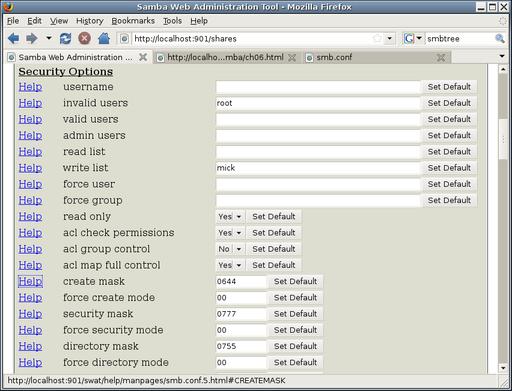 Samba Web Administration Tool - Mozilla Firefox
File Edit View History Bookmarks Tools Help
http://localhost:901/shares
smbtree
Samba Web Administration ...
http://localho...mba/ch06.html
smb.conf
Security Options
Help username Set Default
Help invalid users root Set Default
Help valid users Set Default
Help admin users Set Default
Help read list Set Default
Help write list mick Set Default
Help force user Set Default
Help force group Set Default
Help read only Yes Set Default
Help acl check permissions Yes Set Default
Help acl group control No Set Default
Help acl map full control Yes Set Default
Help create mask 0644 Set Default
Help force create mode 00 Set Default
Help security mask 0777 Set Default
Help force security mode 00 Set Default
Help directory mask 0755 Set Default
Help force directory mode 00 Set Default
http://localhost:901/swat/help/manpages/smb.conf.5.html#CREATEMASK